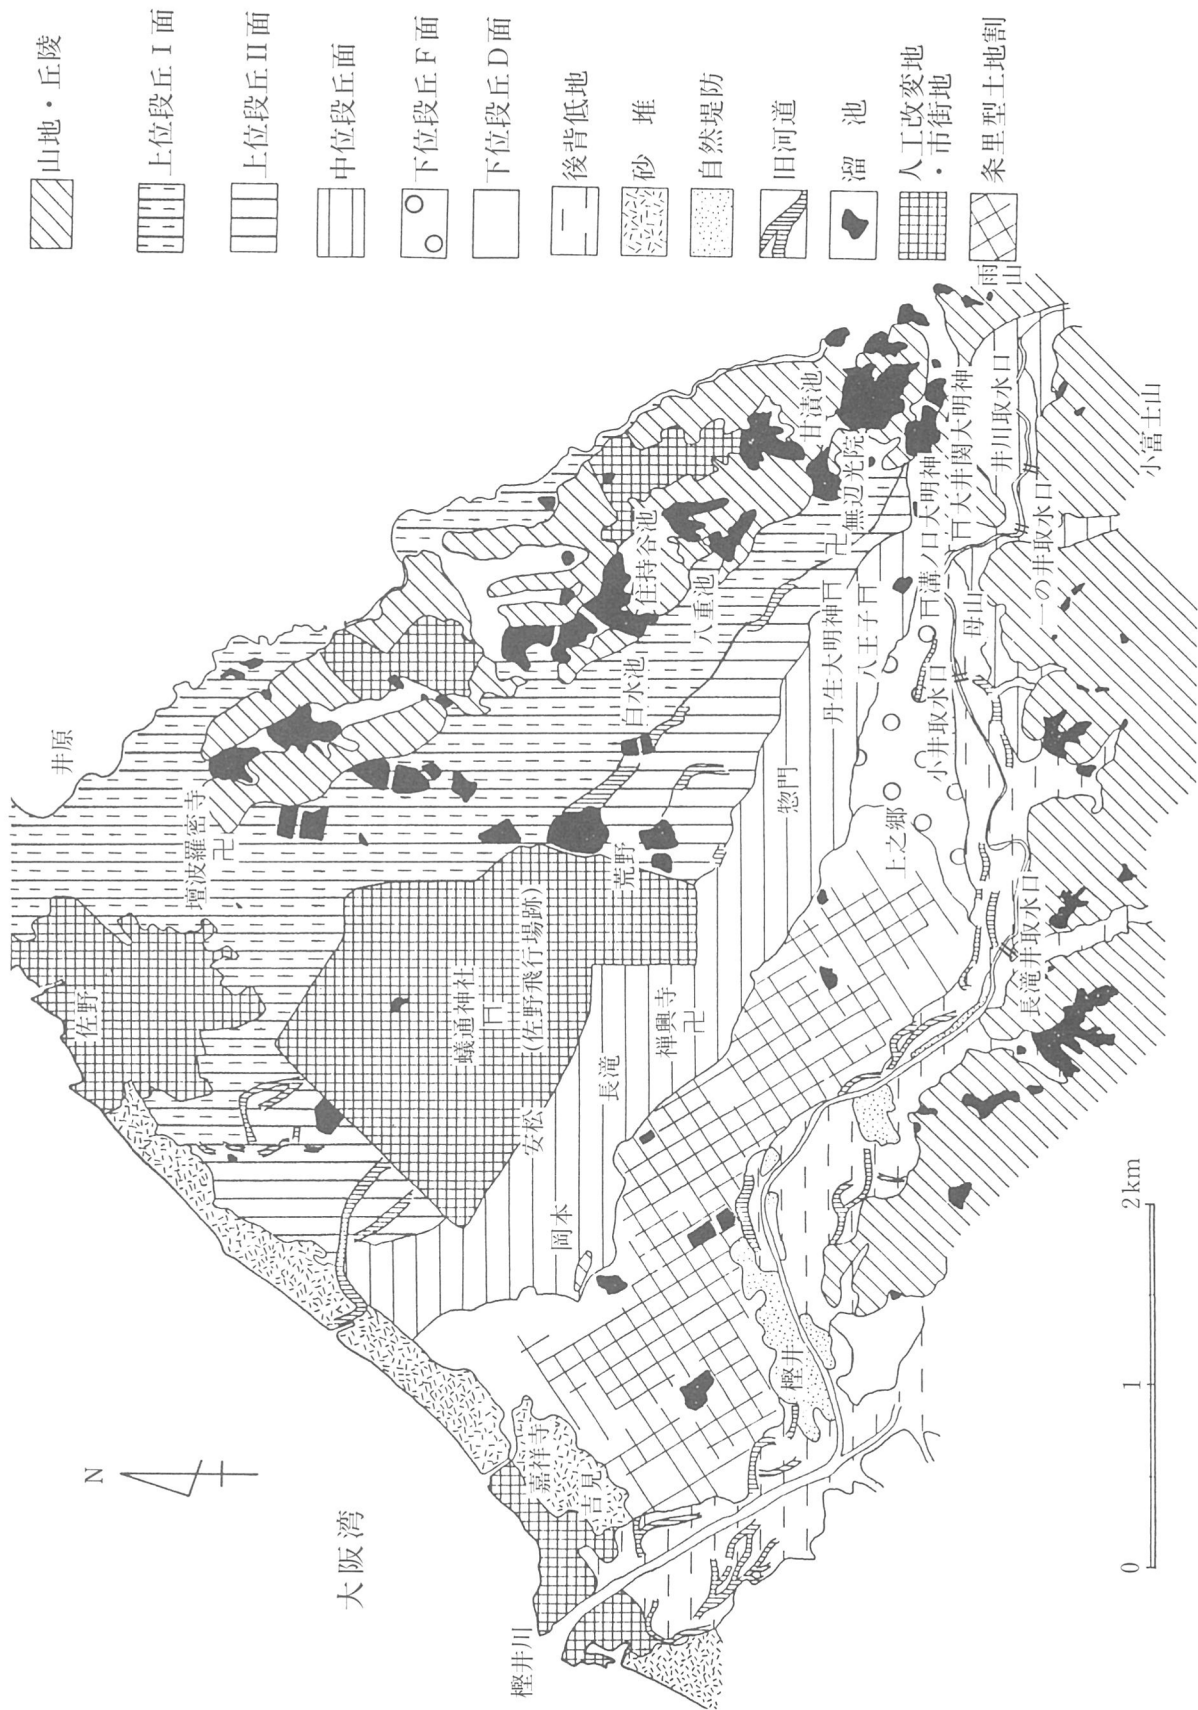 山地・丘陵
上位段丘Ⅰ面
上位段丘Ⅱ面
中位段丘面
下位段丘F面
下位段丘D面
後背低地
砂 堆
自然堤防
旧河道
溜 池
人工改変地
・市街地
条里型土地割
N
大阪湾
樫井川
佐野
井原
壇波羅密寺
蟻通神社
(佐野飛行場跡)
安松
長滝
岡本
禅興寺
荒野
白水池
八重池
住持谷池
甘漬池
無辺光院
惣門
丹生大明神
八王子
溝ノ口大明神
大井関大明神
井川取水口
雨山
小富士山
一の井取水口
母山
小井取水口
上之郷
長滝井取水口
樫井
嘉祥寺
吉見
0
1
2km